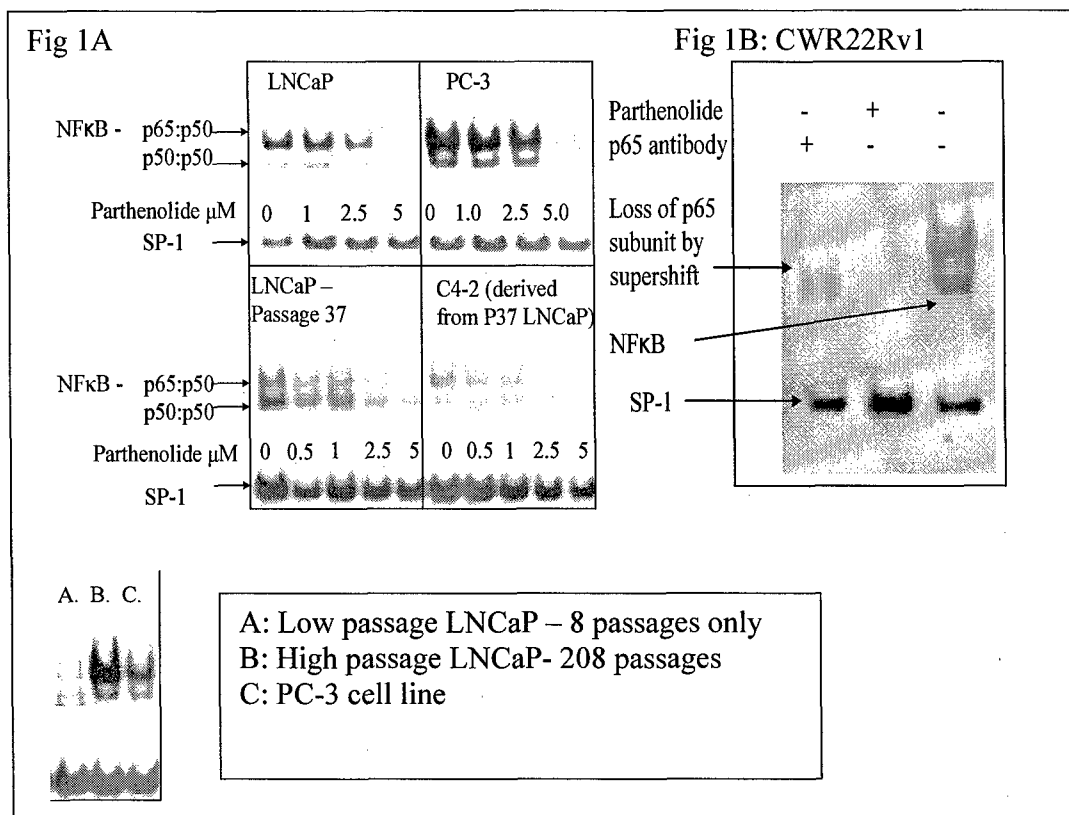 Fig 1A
LNCaP
PC-3
NFκB - p65:p50
p50:p50
Parthenolide μM 0 1 2.5 5 0 1.0 2.5 5.0
SP-1
LNCaP –
Passage 37
C4-2 (derived
from P37 LNCaP)
NFκB - p65:p50
p50:p50
Parthenolide μM 0 0.5 1 2.5 5 0 0.5 1 2.5 5
SP-1
Fig 1B: CWR22Rv1
Parthenolide - + -
p65 antibody + - -
Loss of p65
subunit by
supershift
NFκB
SP-1
A. B. C.
A: Low passage LNCaP – 8 passages only
B: High passage LNCaP- 208 passages
C: PC-3 cell line